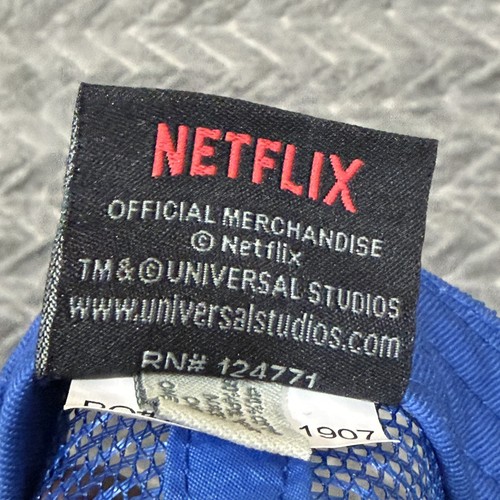 NETFLIX
OFFICIAL MERCHANDISE
© Netflix
TM & © UNIVERSAL STUDIOS
www.universalstudios.com
RN# 124771
1907